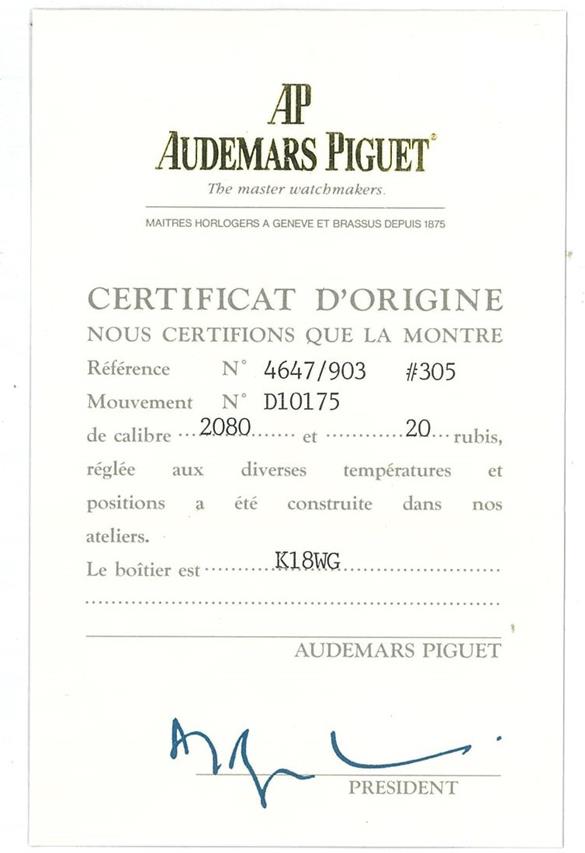 AP
AUDEMARS PIGUET®
The master watchmakers.
MAITRES HORLOGERS A GENEVE ET BRASSUS DEPUIS 1875
CERTIFICAT D'ORIGINE
NOUS CERTIFIONS QUE LA MONTRE
Référence N° 4647/903 #305
Mouvement N° D10175
de calibre ...2080........ et ............20... rubis,
réglée aux diverses températures et
positions a été construite dans nos
ateliers.
Le boîtier est ............K18WG............................
AUDEMARS PIGUET
PRESIDENT